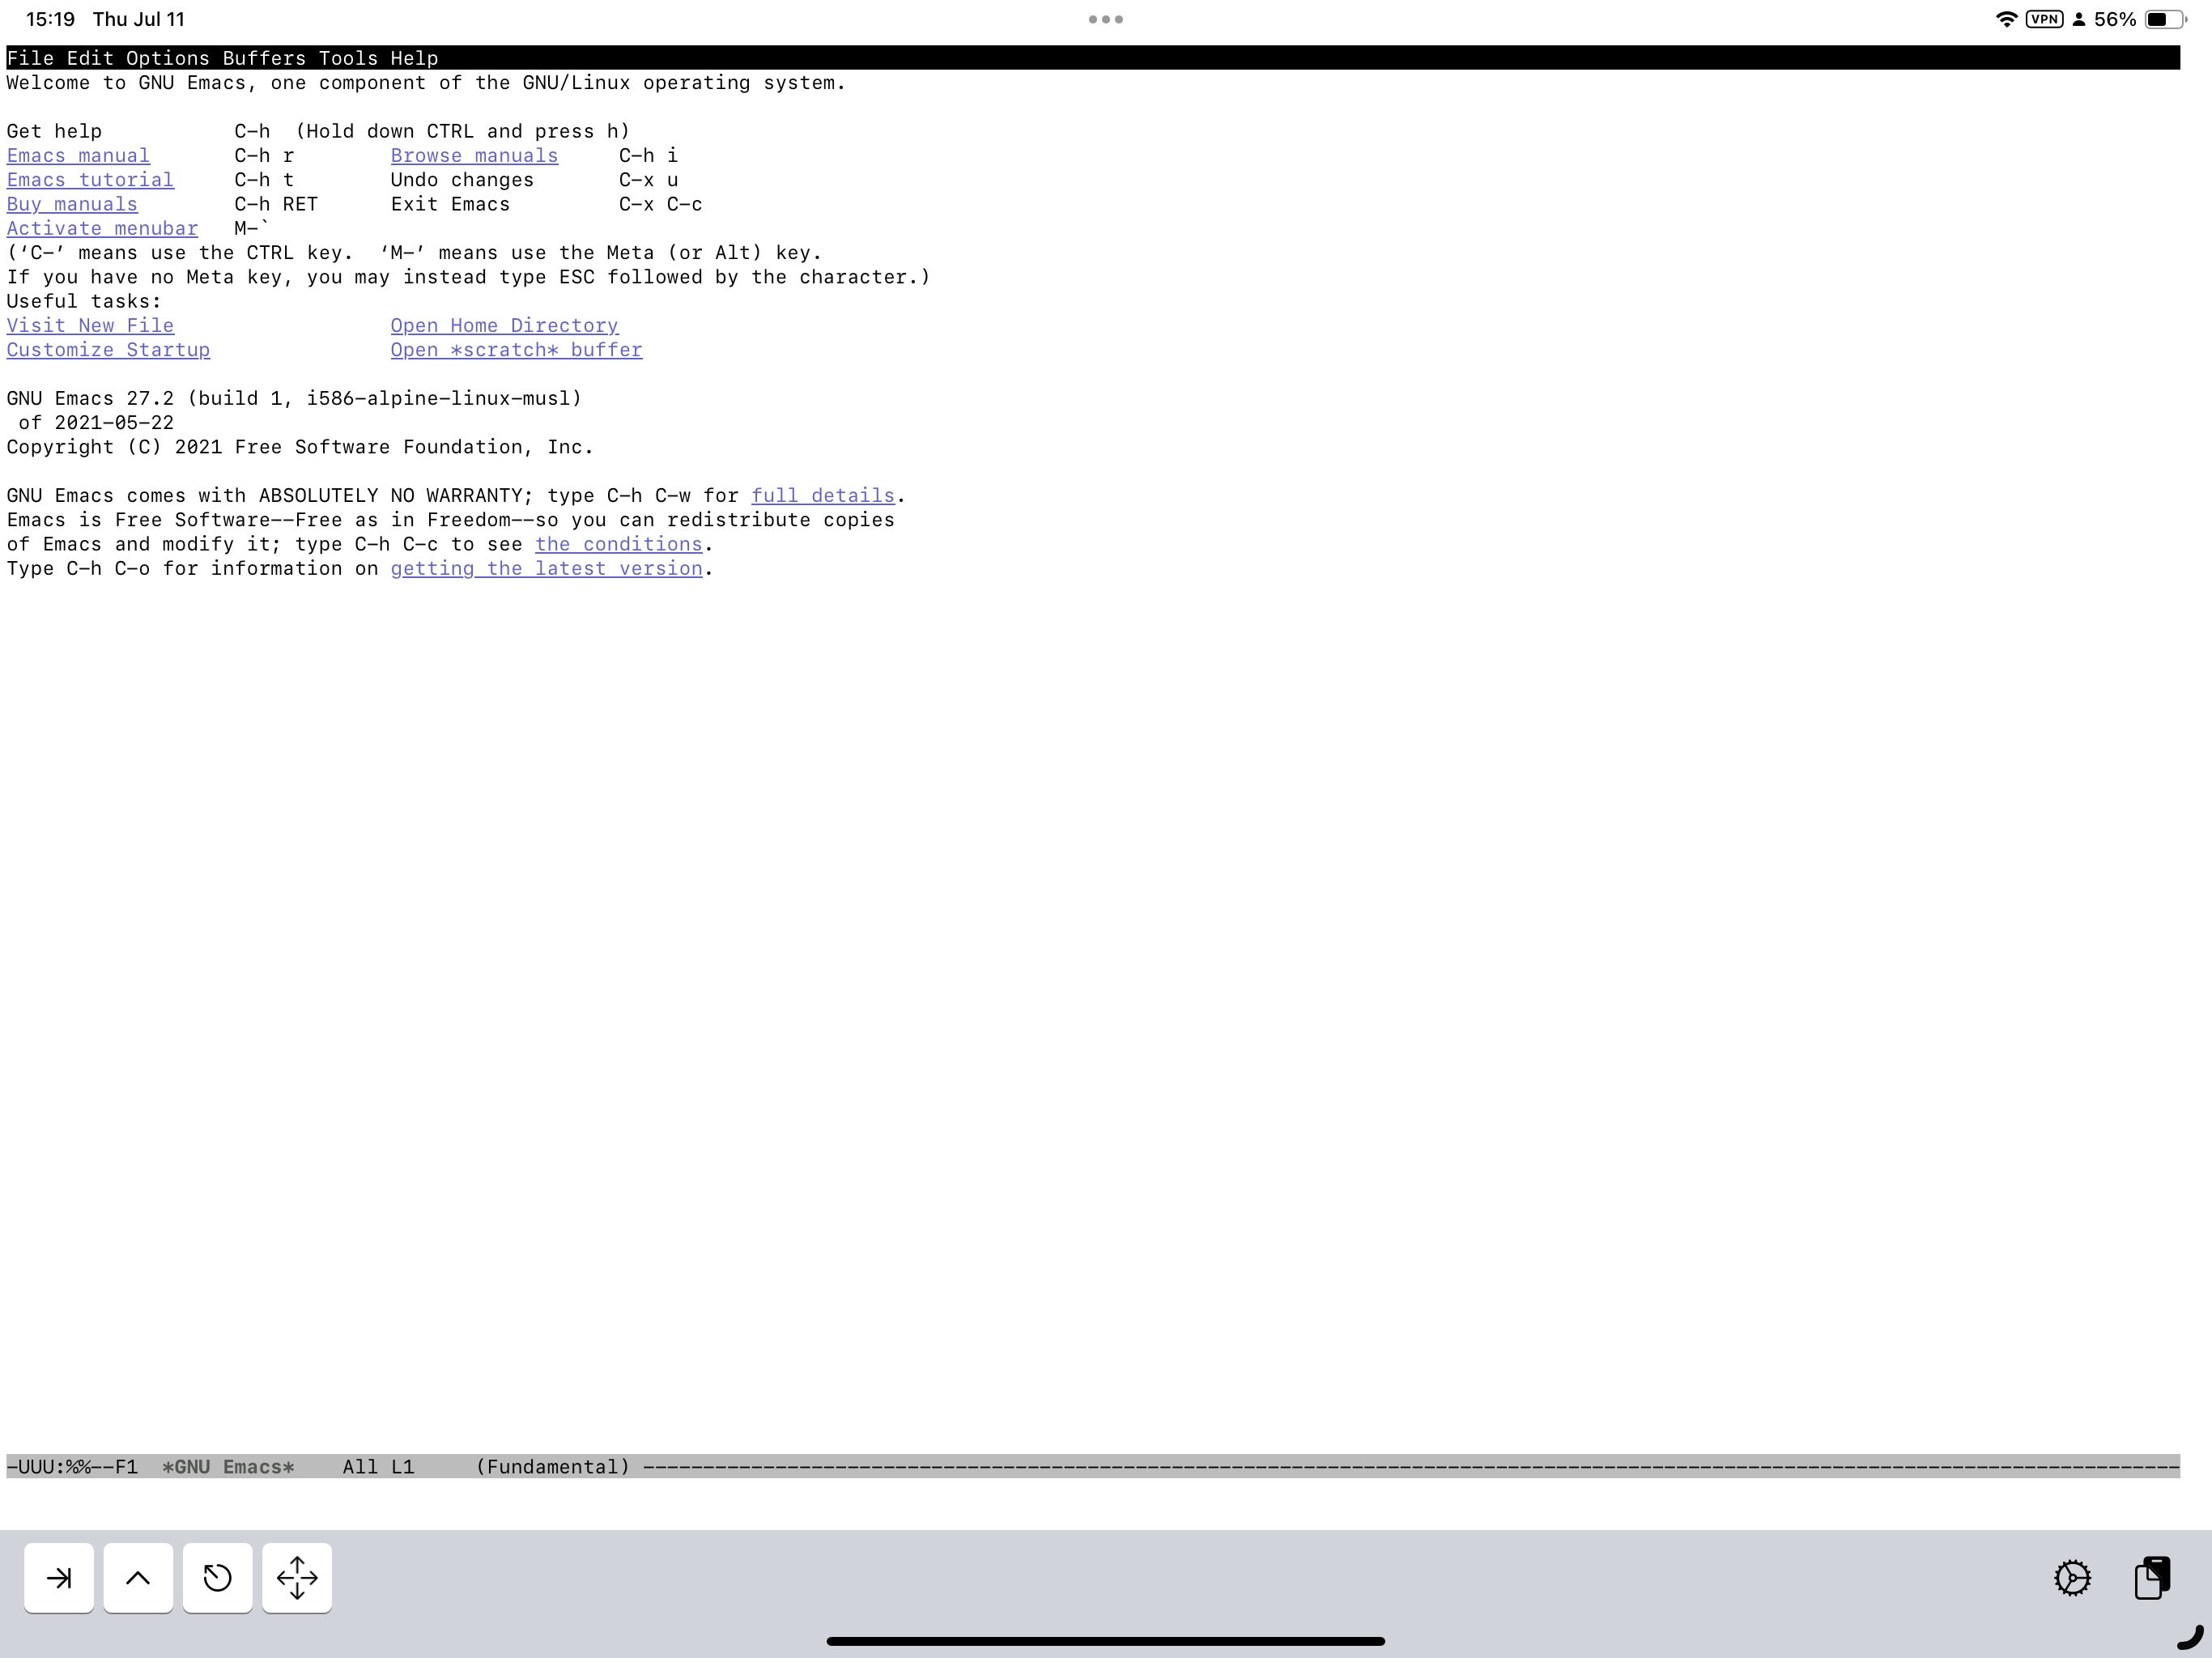 15:19 Thu Jul 11 VPN 56%
File Edit Options Buffers Tools Help
Welcome to GNU Emacs, one component of the GNU/Linux operating system.

Get help           C-h  (Hold down CTRL and press h)
Emacs manual       C-h r        Browse manuals     C-h i
Emacs tutorial     C-h t        Undo changes       C-x u
Buy manuals        C-h RET      Exit Emacs         C-x C-c
Activate menubar   M-`
(‘C-’ means use the CTRL key.  ‘M-’ means use the Meta (or Alt) key.
If you have no Meta key, you may instead type ESC followed by the character.)
Useful tasks:
Visit New File                  Open Home Directory
Customize Startup               Open *scratch* buffer

GNU Emacs 27.2 (build 1, i586-alpine-linux-musl)
 of 2021-05-22
Copyright (C) 2021 Free Software Foundation, Inc.

GNU Emacs comes with ABSOLUTELY NO WARRANTY; type C-h C-w for full details.
Emacs is Free Software--Free as in Freedom--so you can redistribute copies
of Emacs and modify it; type C-h C-c to see the conditions.
Type C-h C-o for information on getting the latest version.

-UUU:%%--F1  *GNU Emacs*    All L1     (Fundamental) --------------------------------------------------------------------------------------------------------------------------------